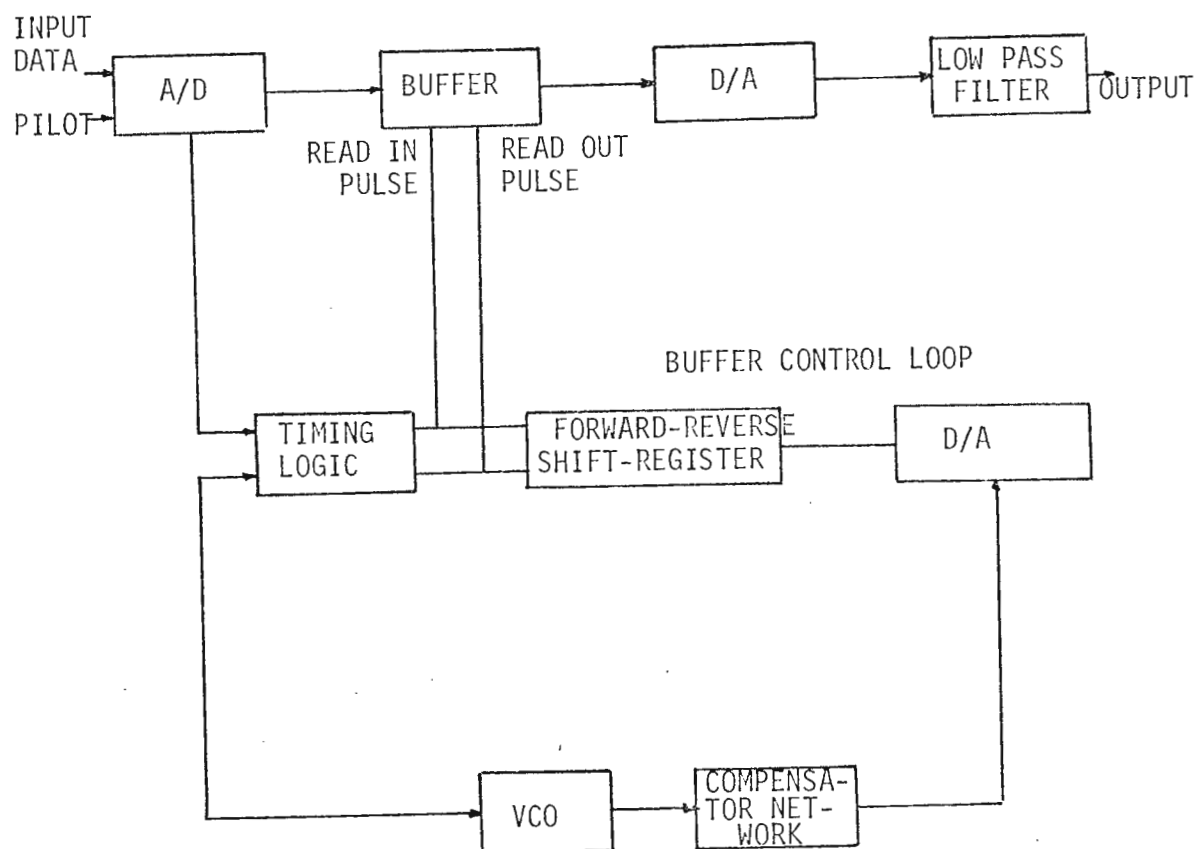 INPUT
DATA
PILOT
A/D
BUFFER
D/A
LOW PASS
FILTER
OUTPUT
READ IN
PULSE
READ OUT
PULSE
BUFFER CONTROL LOOP
TIMING
LOGIC
FORWARD-REVERSE
SHIFT-REGISTER
D/A
VCO
COMPENSA-
TOR NET-
WORK